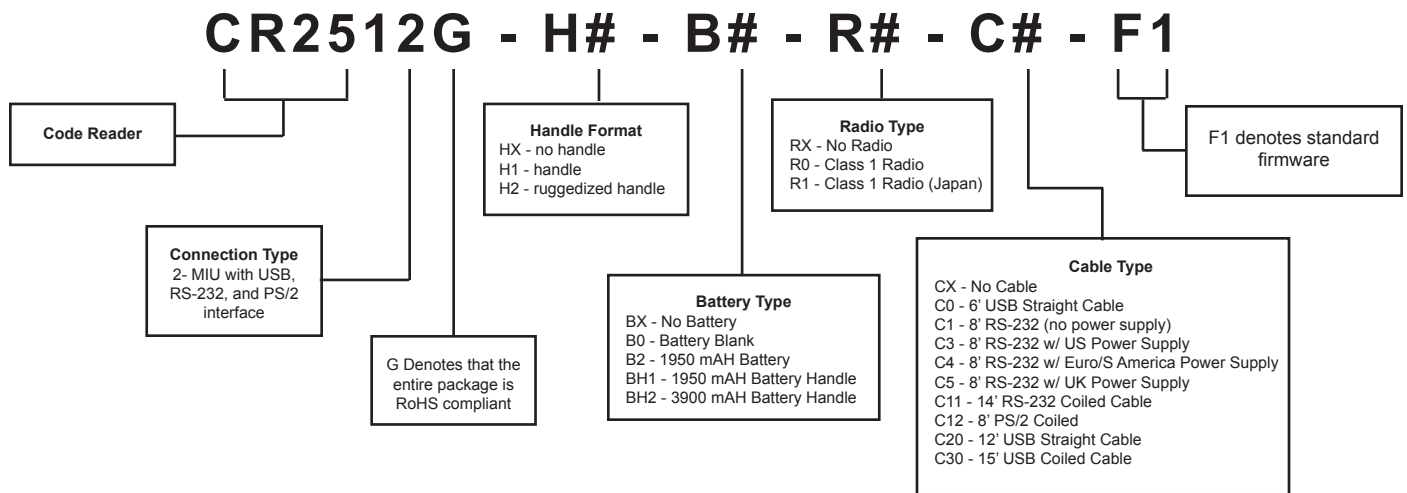 CR2512G - H# - B# - R# - C# - F1
Code Reader
Handle Format
HX - no handle
H1 - handle
H2 - ruggedized handle
Radio Type
RX - No Radio
R0 - Class 1 Radio
R1 - Class 1 Radio (Japan)
F1 denotes standard
firmware
Connection Type
2- MIU with USB,
RS-232, and PS/2
interface
G Denotes that the
entire package is
RoHS compliant
Battery Type
BX - No Battery
B0 - Battery Blank
B2 - 1950 mAH Battery
BH1 - 1950 mAH Battery Handle
BH2 - 3900 mAH Battery Handle
Cable Type
CX - No Cable
C0 - 6’ USB Straight Cable
C1 - 8’ RS-232 (no power supply)
C3 - 8’ RS-232 w/ US Power Supply
C4 - 8’ RS-232 w/ Euro/S America Power Supply
C5 - 8’ RS-232 w/ UK Power Supply
C11 - 14’ RS-232 Coiled Cable
C12 - 8’ PS/2 Coiled
C20 - 12’ USB Straight Cable
C30 - 15’ USB Coiled Cable